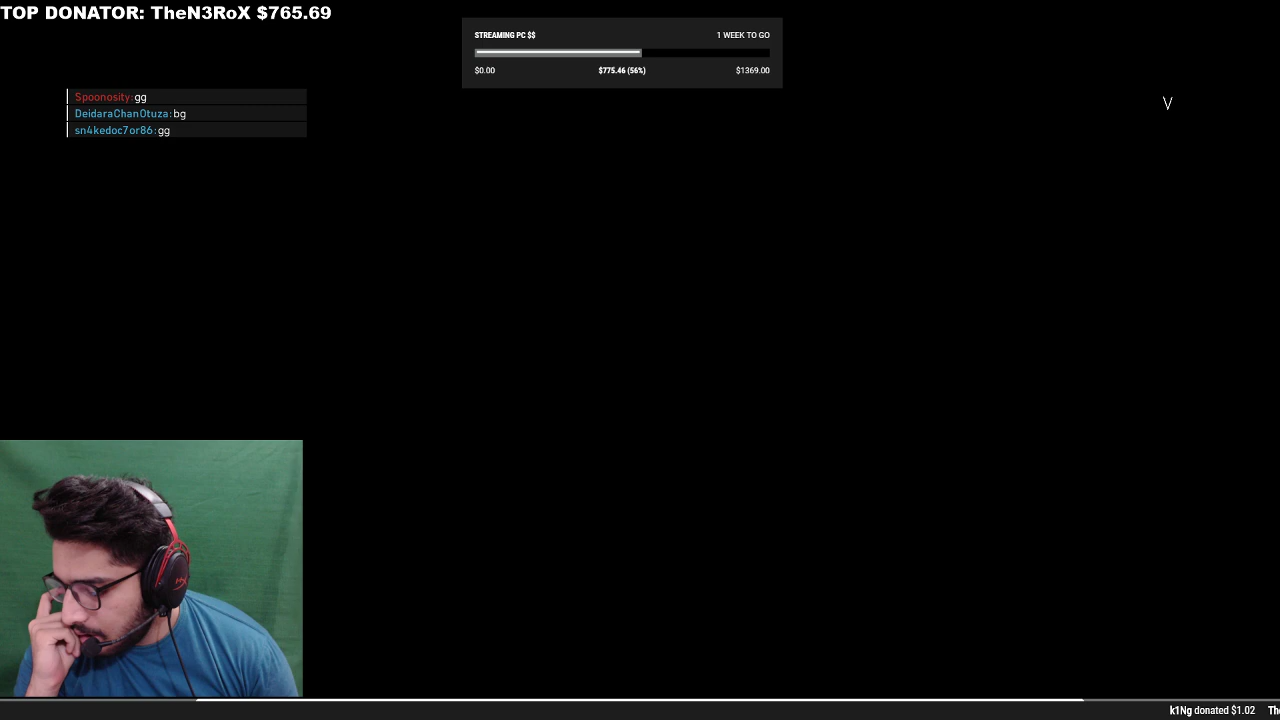 TOP DONATOR: TheN3RoX $765.69
STREAMING PC $$ 1 WEEK TO GO
$0.00 $775.46 (56%) $1369.00
Spoonosity: gg
DeidaraChanOtuza: bg
sn4kedoc7or86: gg
V
k1Ng donated $1.02 Th